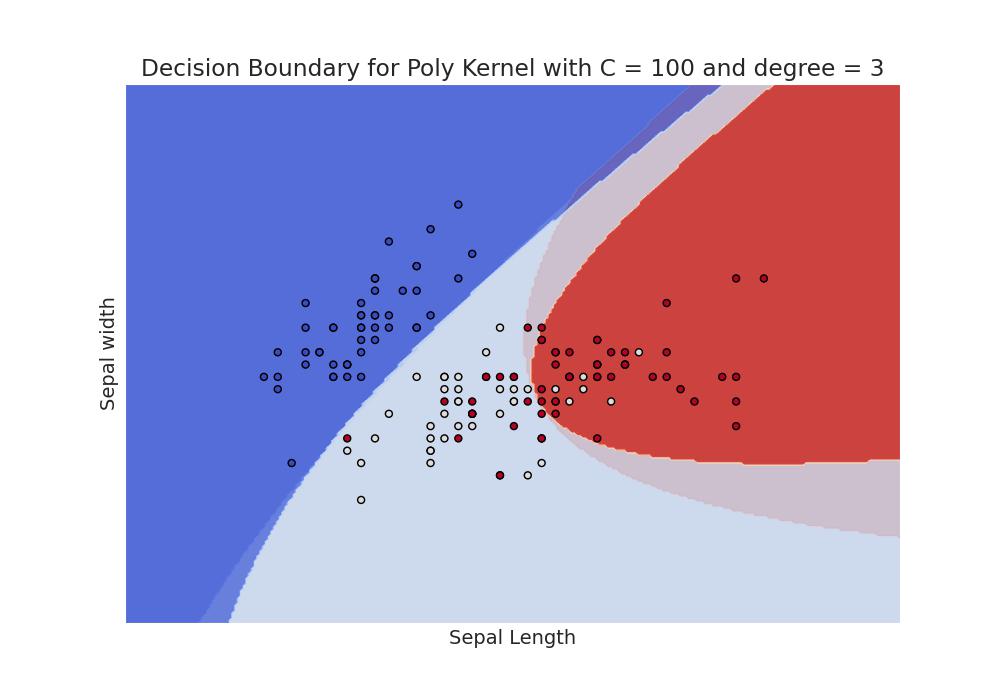 Decision Boundary for Poly Kernel with C = 100 and degree = 3
Sepal width
Sepal Length